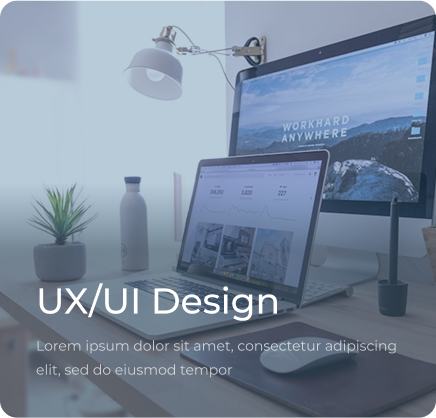 WORKHARD
ANYWHERE
UX/UI Design
Lorem ipsum dolor sit amet, consectetur adipiscing
elit, sed do eiusmod tempor